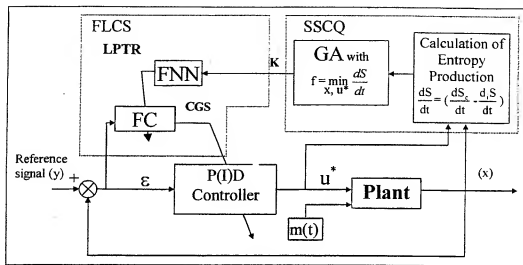 FLCS
SSCQ
LPTR
FNN
K
GA with
f = min dS/dt
x, u*
Calculation of
Entropy
Production
dS/dt = (dS_c/dt - d_iS/dt)
FC
CGS
Reference
signal (y)
+
ε
P(I)D
Controller
u*
Plant
(x)
m(t)